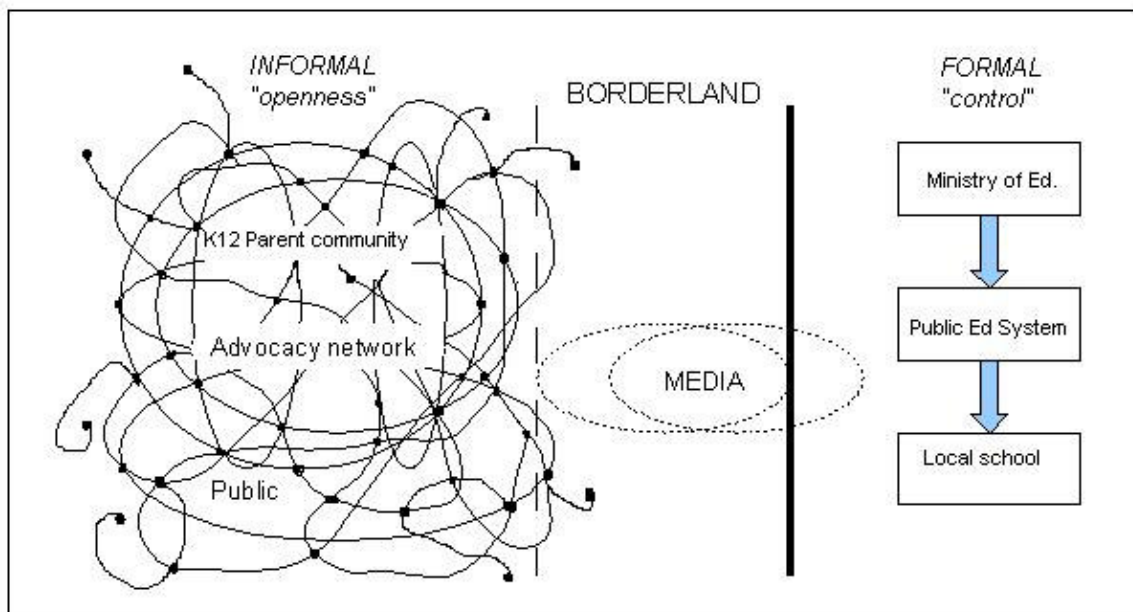 INFORMAL
"openness"
BORDERLAND
FORMAL
"control"
Ministry of Ed.
K12 Parent community
Public Ed System
Advocacy network
MEDIA
Local school
Public